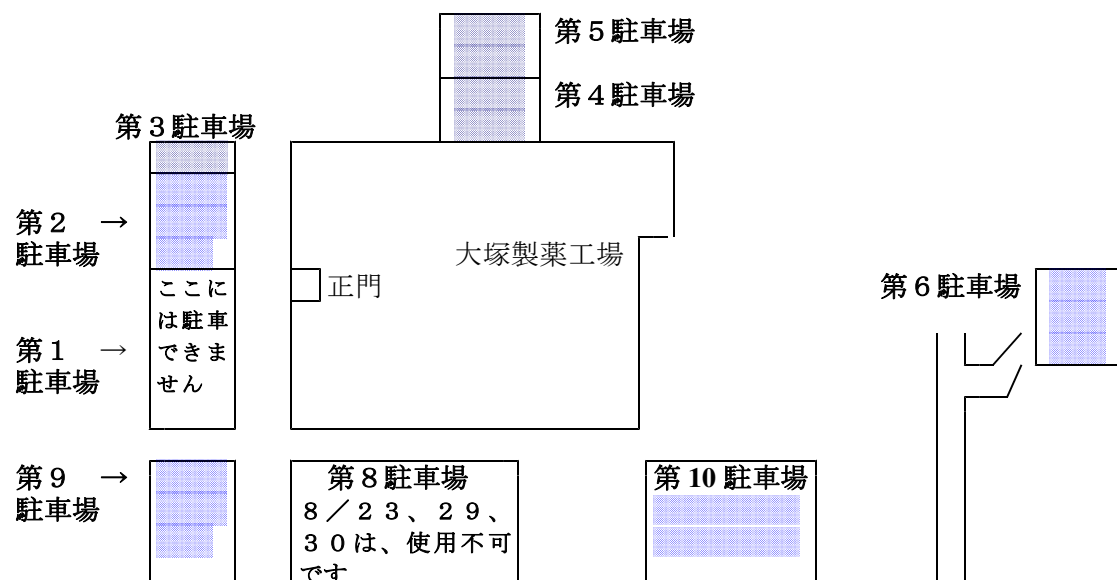 第５駐車場
第４駐車場
第３駐車場
第２　→
駐車場
大塚製薬工場
正門
第６駐車場
ここに
は駐車
できま
せん
第１　→
駐車場
第９　→
駐車場
第８駐車場
８／２３、２９、
３０は、使用不可
です
第10駐車場